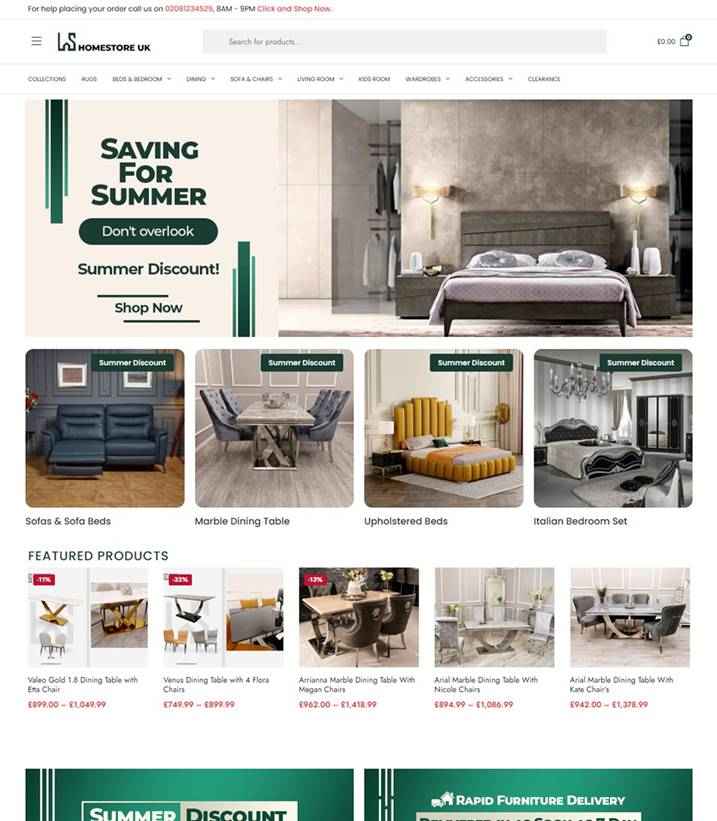 For help placing your order call us on 02081234529, 8AM - 9PM Click and Shop Now.
LHS HOMESTORE UK
Search for products...
£0.00
0
COLLECTIONS RUGS BEDS & BEDROOM DINING SOFA & CHAIRS LIVING ROOM KIDS ROOM WARDROBES ACCESSORIES CLEARANCE
SAVING
FOR
SUMMER
Don't overlook
Summer Discount!
Shop Now
Summer Discount
Summer Discount
Summer Discount
Summer Discount
Sofas & Sofa Beds
Marble Dining Table
Upholstered Beds
Italian Bedroom Set
FEATURED PRODUCTS
-11%
-33%
-13%
Valeo Gold 1.8 Dining Table with
Etta Chair
£899.00 – £1,049.99
Venus Dining Table with 4 Flora
Chairs
£749.99 – £899.99
Arrianna Marble Dining Table With
Megan Chairs
£962.00 – £1,418.99
Arial Marble Dining Table With
Nicole Chairs
£894.99 – £1,086.99
Arial Marble Dining Table With
Kate Chair's
£942.00 – £1,378.99
SUMMER DISCOUNT
RAPID FURNITURE DELIVERY